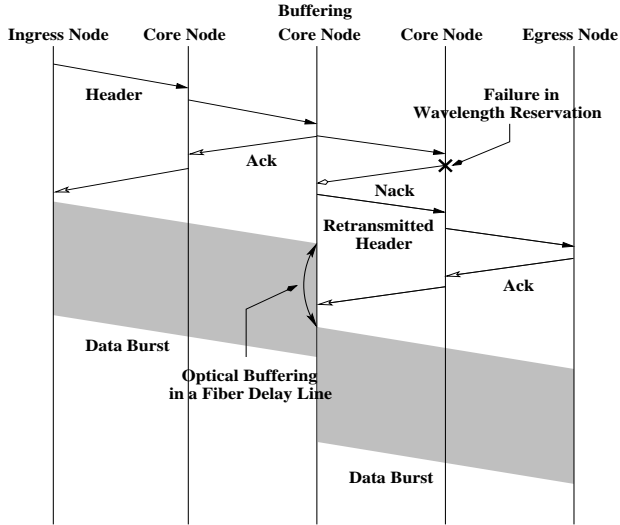 Buffering
Ingress Node
Core Node
Core Node
Core Node
Egress Node
Header
Failure in
Wavelength Reservation
Ack
Nack
Retransmitted
Header
Ack
Data Burst
Optical Buffering
in a Fiber Delay Line
Data Burst